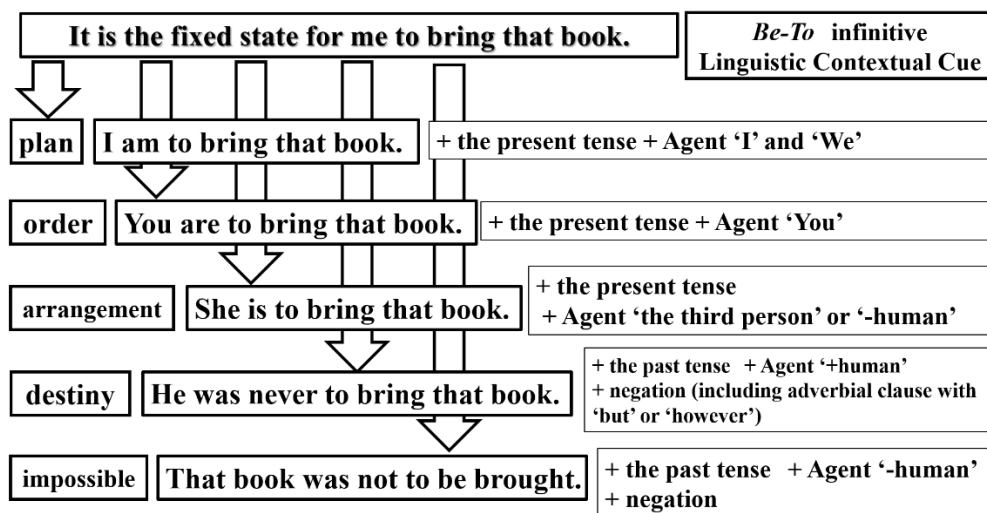 It is the fixed state for me to bring that book.
Be-To infinitive
Linguistic Contextual Cue
plan
I am to bring that book.
+ the present tense + Agent ‘I’ and ‘We’
order
You are to bring that book.
+ the present tense + Agent ‘You’
arrangement
She is to bring that book.
+ the present tense
+ Agent ‘the third person’ or ‘-human’
destiny
He was never to bring that book.
+ the past tense + Agent ‘+human’
+ negation (including adverbial clause with
‘but’ or ‘however’)
impossible
That book was not to be brought.
+ the past tense + Agent ‘-human’
+ negation